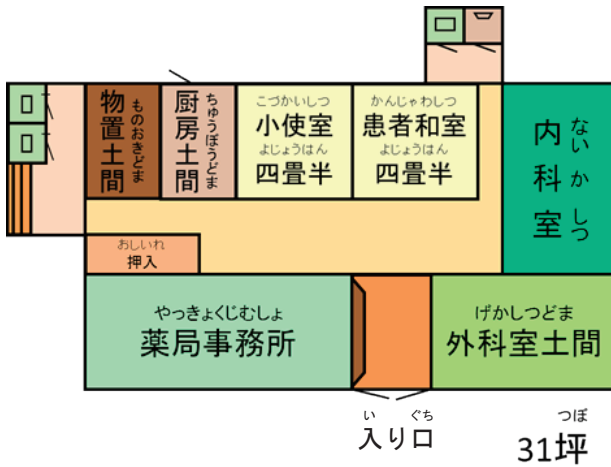 ものおきどま
物置土間
ちゅうぼうどま
厨房土間
こづかいしつ
小使室
よじょうはん
四畳半
かんじゃわしつ
患者和室
よじょうはん
四畳半
ないかしつ
内科室
おしいれ
押入
やっきょくじむしょ
薬局事務所
げかしつどま
外科室土間
い ぐち
入り口
つぼ
31坪